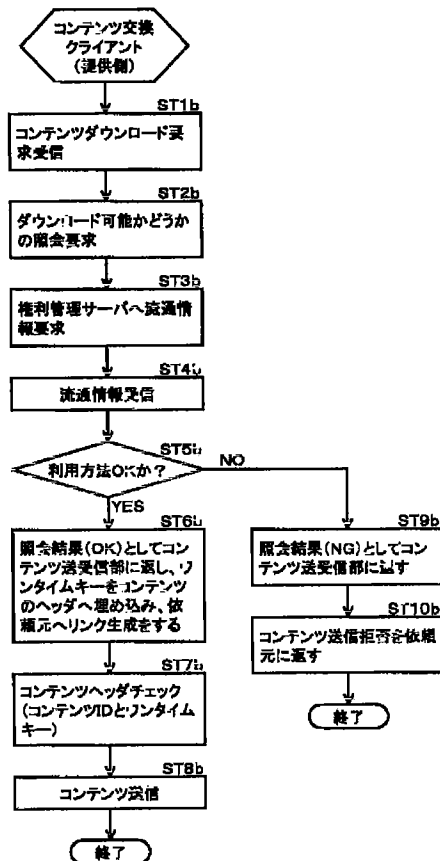 コンテンツ交換
クライアント
(提供側)
ST1b
コンテンツダウンロード要
求受信
ST2b
ダウンロード可能かどうか
の照会要求
ST3b
権利管理サーバへ流通情
報要求
ST4b
流通情報受信
ST5b
利用方法OKか?
NO
YES
ST6b
照会結果(OK)としてコンテ
ンツ送受信部に返し、ワ
ンタイムキーをコンテンツ
のヘッダへ埋め込み、依
頼元へリンク生成をする
ST7b
コンテンツヘッダチェック
(コンテンツIDとワンタイム
キー)
ST8b
コンテンツ送信
終了
ST9b
照会結果(NG)としてコンテ
ンツ送受信部に返す
ST10b
コンテンツ送信拒否を依頼
元に返す
終了